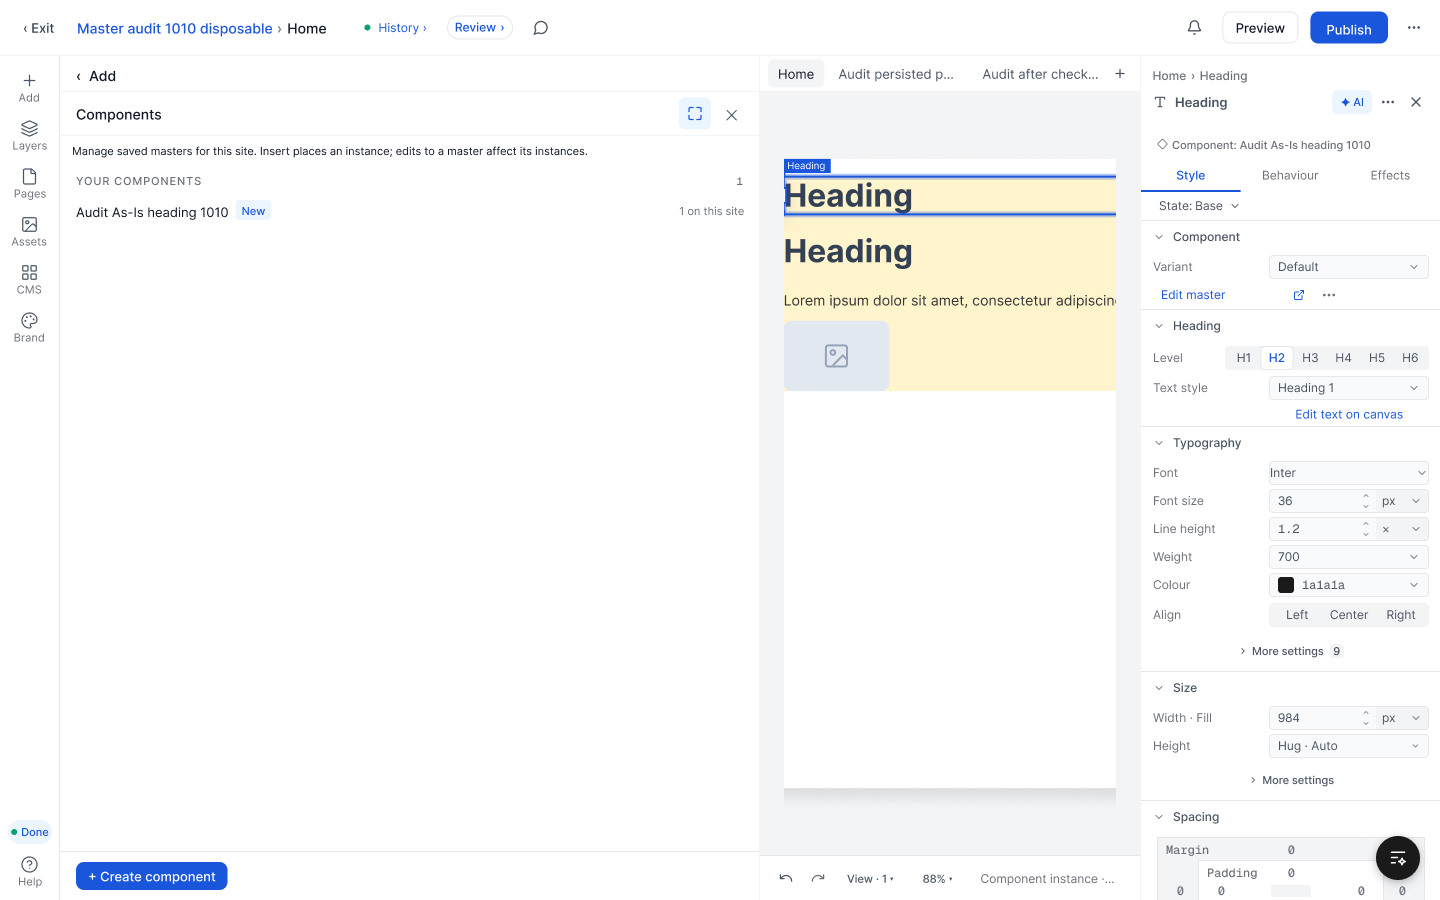 ‹ Exit
Master audit 1010 disposable › Home
History ›
Review ›
Preview
Publish
Add
Layers
Pages
Assets
CMS
Brand
Done
Help
‹ Add
Components
Manage saved masters for this site. Insert places an instance; edits to a master affect its instances.
YOUR COMPONENTS 1
Audit As-Is heading 1010 New 1 on this site
+ Create component
Home Audit persisted p... Audit after check... +
Heading
Heading
Heading
Lorem ipsum dolor sit amet, consectetur adipiscin
View · 1
88%
Component instance ·...
Home › Heading
Heading
AI
Component: Audit As-Is heading 1010
Style Behaviour Effects
State: Base
Component
Variant Default
Edit master
Heading
Level H1 H2 H3 H4 H5 H6
Text style Heading 1
Edit text on canvas
Typography
Font Inter
Font size 36 px
Line height 1.2 ×
Weight 700
Colour 1a1a1a
Align Left Center Right
More settings 9
Size
Width · Fill 984 px
Height Hug · Auto
More settings
Spacing
Margin 0
Padding 0
0 0 0 0